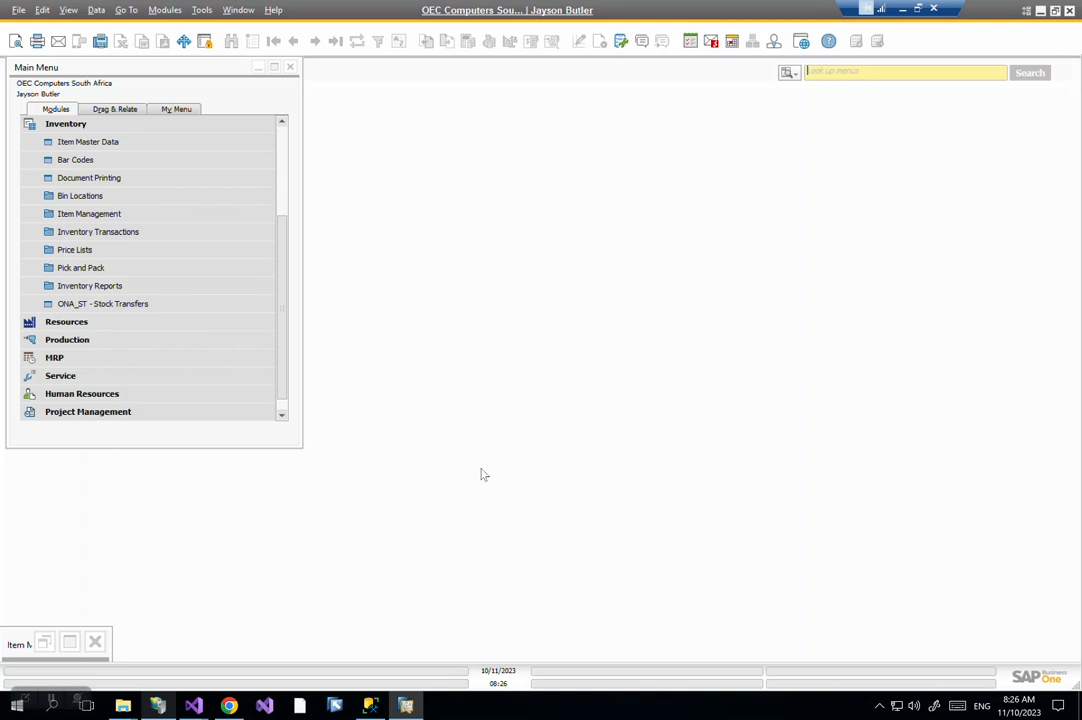 File Edit View Data Go To Modules Tools Window Help
OEC Computers Sou... | Jayson Butler
Main Menu
OEC Computers South Africa
Jayson Butler
Modules Drag & Relate My Menu
Look up menus
Search
Inventory
Item Master Data
Bar Codes
Document Printing
Bin Locations
Item Management
Inventory Transactions
Price Lists
Pick and Pack
Inventory Reports
ONA_ST - Stock Transfers
Resources
Production
MRP
Service
Human Resources
Project Management
Item M
10/11/2023
08:26
SAP Business One
ENG
8:26 AM
11/10/2023